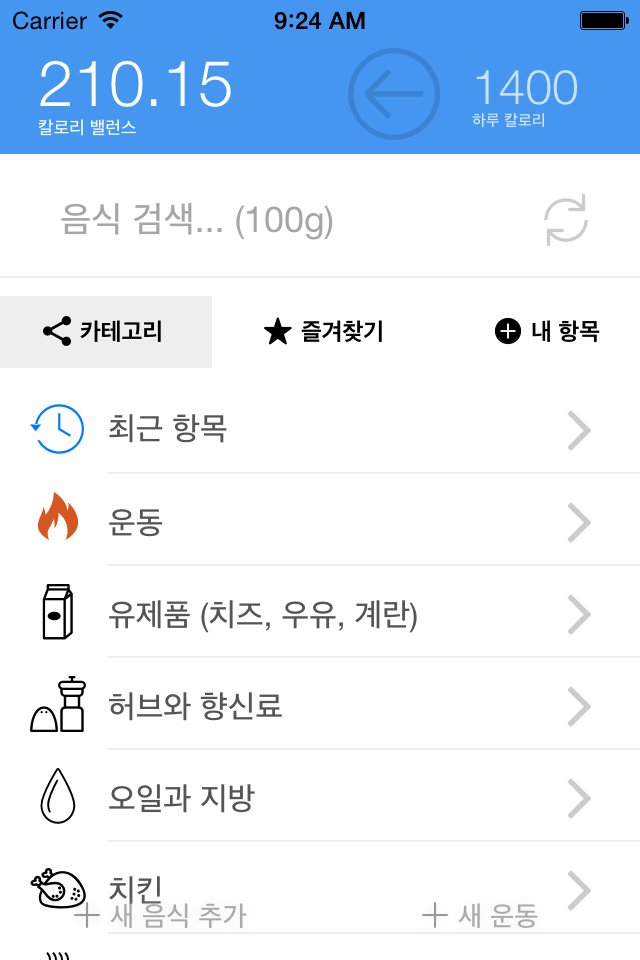 Carrier 9:24 AM
210.15 1400
칼로리 밸런스 하루 칼로리
음식 검색... (100g)
카테고리 즐겨찾기 내 항목
최근 항목
운동
유제품 (치즈, 우유, 계란)
허브와 향신료
오일과 지방
치킨
새 음식 추가 새 운동